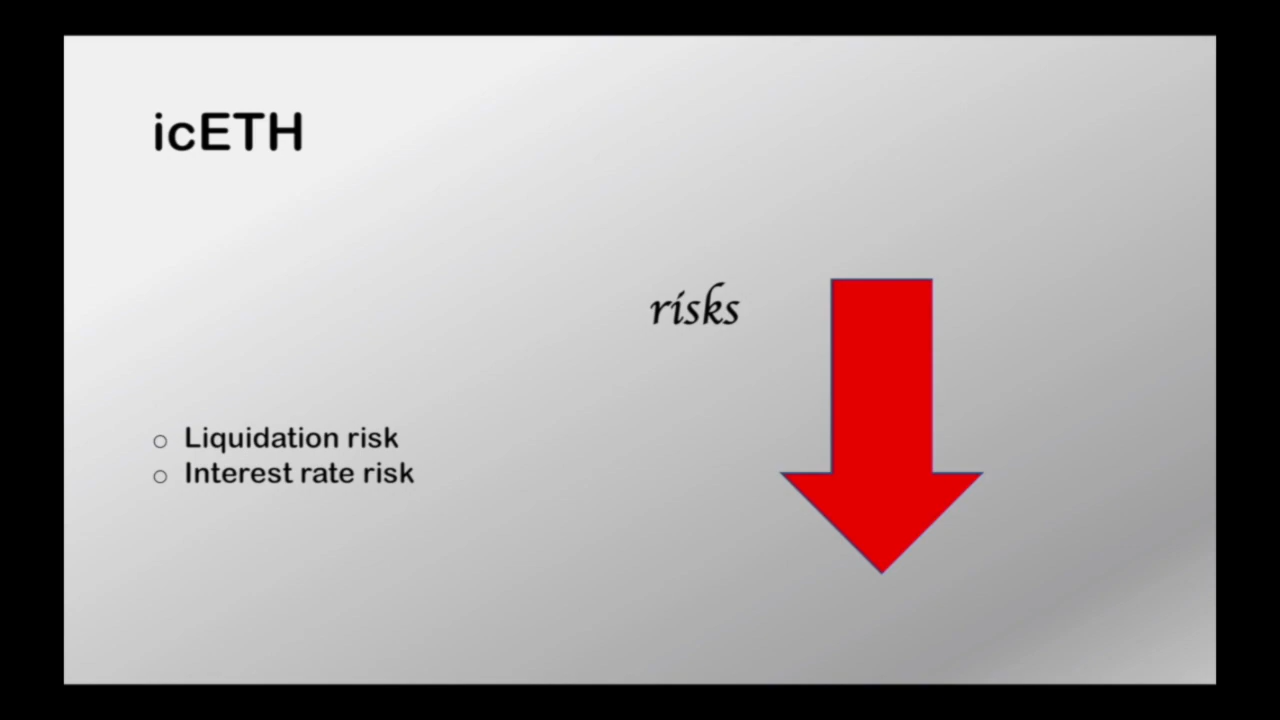 icETH
risks
○ Liquidation risk
○ Interest rate risk